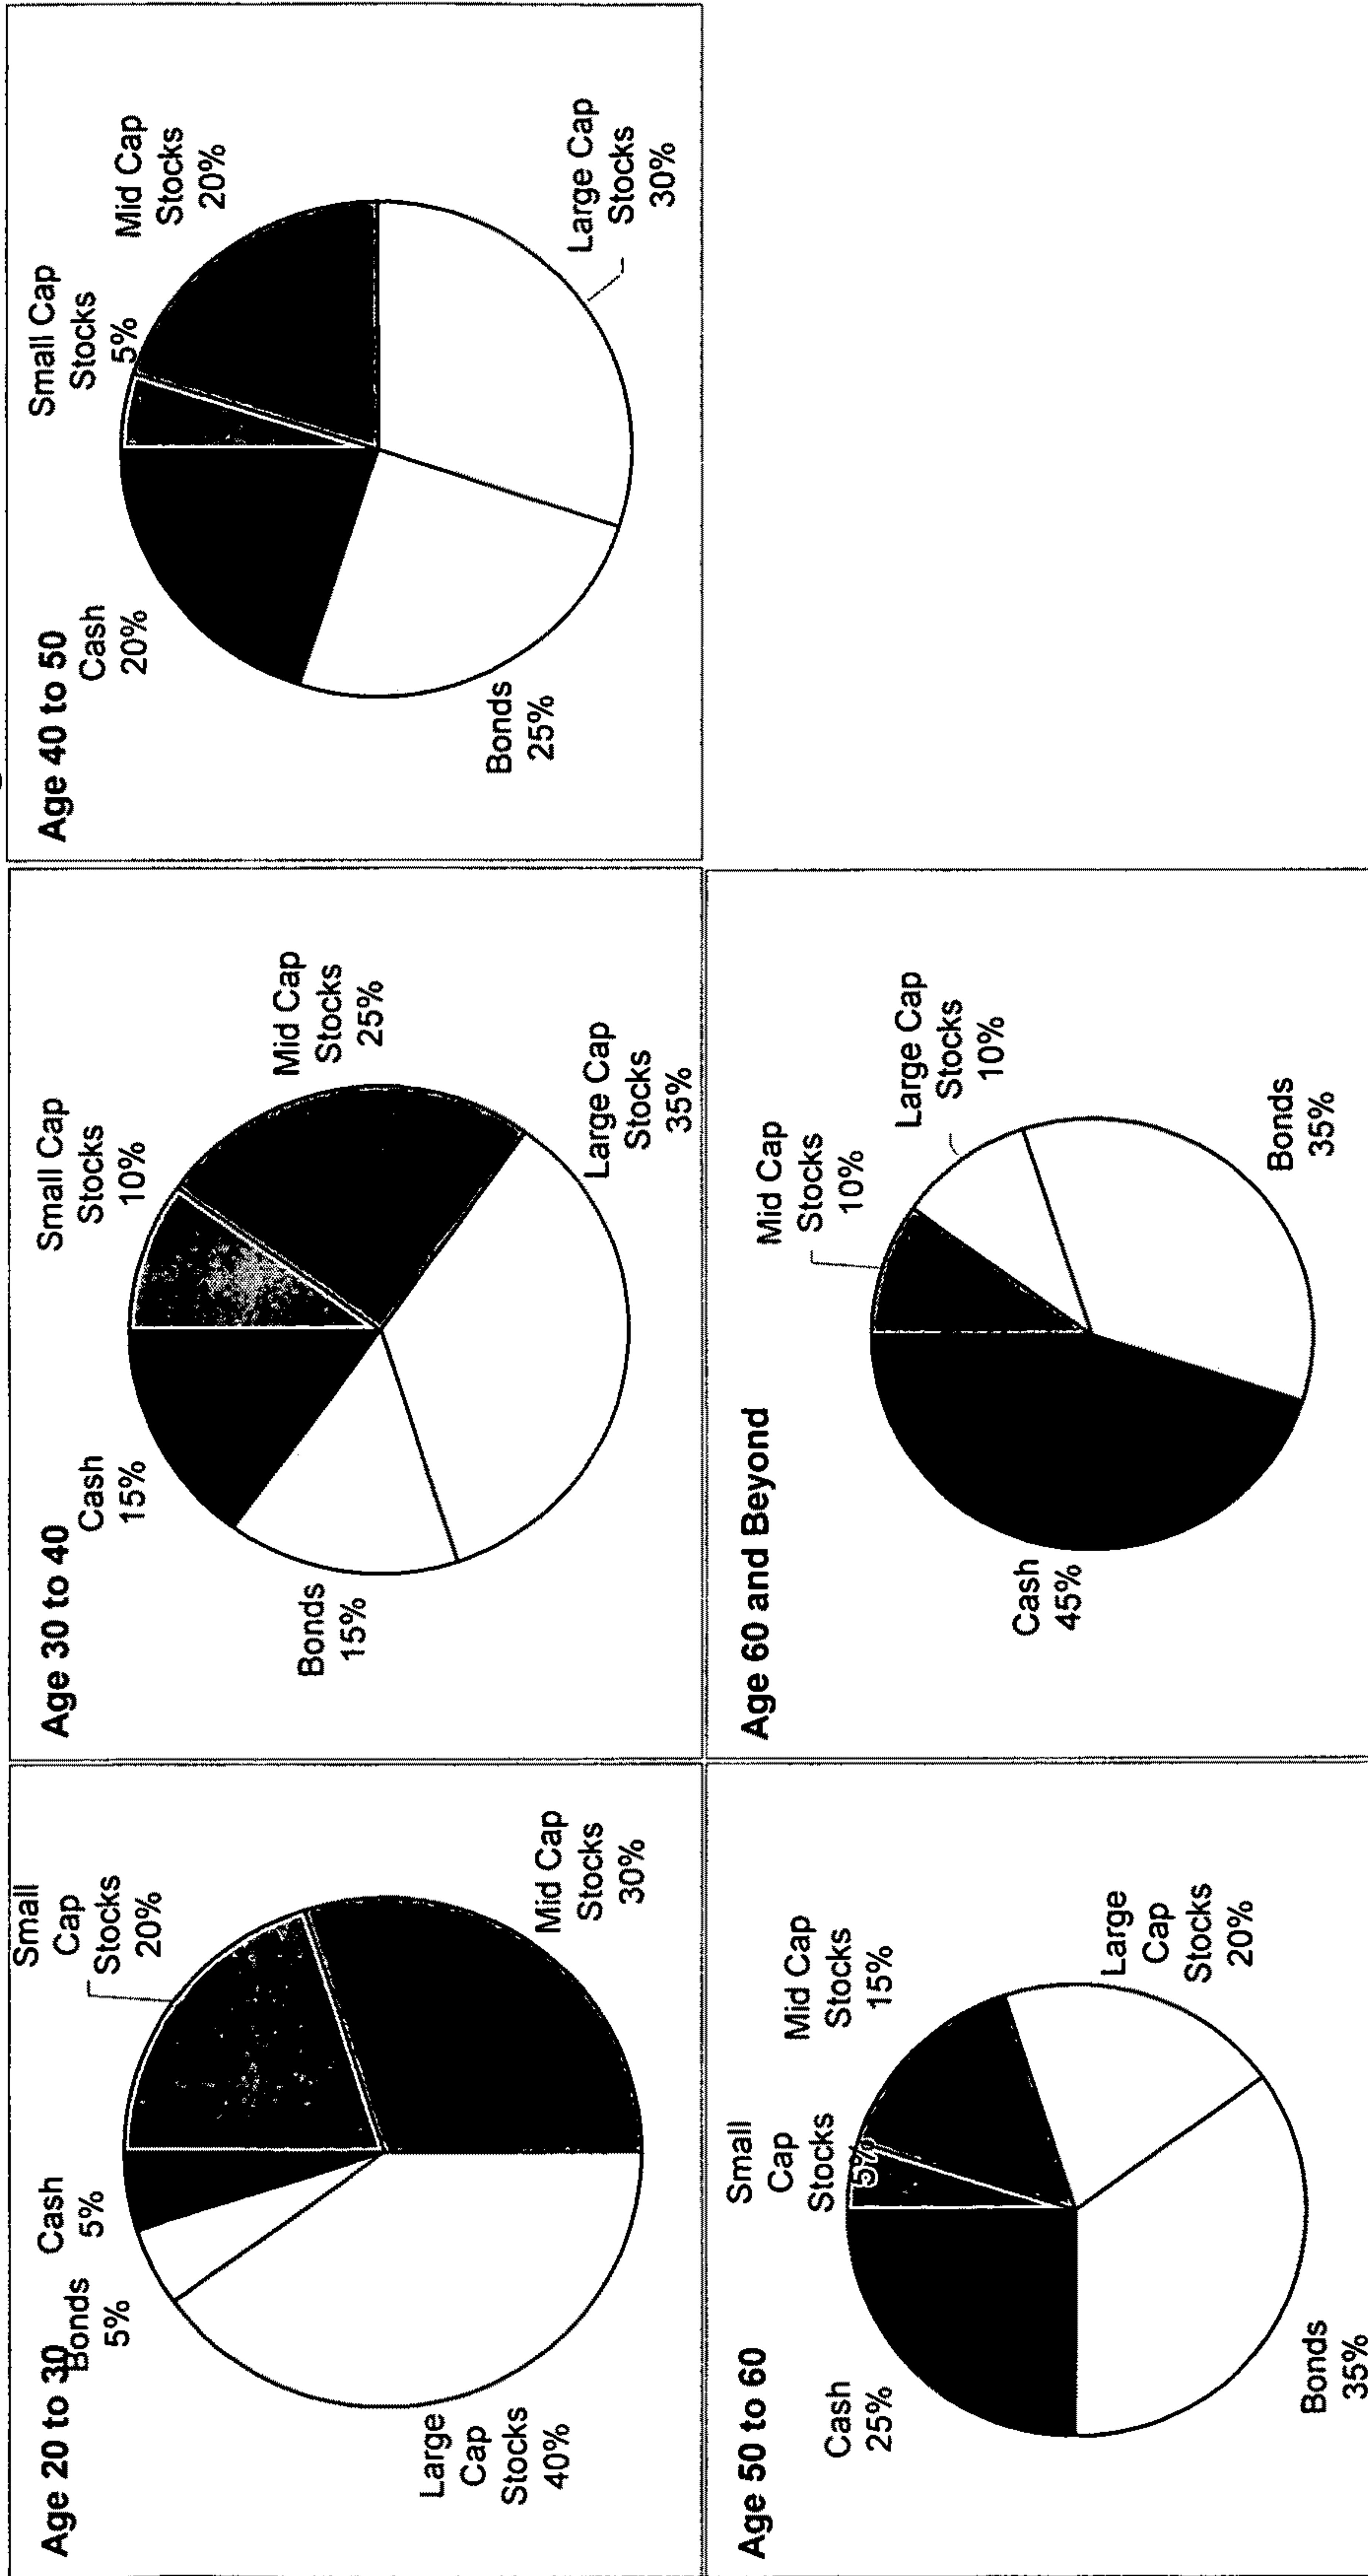 Age 20 to 30
Small
Cap
Stocks
20%
Cash
5%
Bonds
5%
Mid Cap
Stocks
30%
Large
Cap
Stocks
40%
Age 30 to 40
Small Cap
Stocks
10%
Cash
15%
Mid Cap
Stocks
25%
Bonds
15%
Large Cap
Stocks
35%
Age 40 to 50
Small Cap
Stocks
5%
Mid Cap
Stocks
20%
Cash
20%
Bonds
25%
Large Cap
Stocks
30%
Age 50 to 60
Small
Cap
Stocks
5%
Mid Cap
Stocks
15%
Cash
25%
Large
Cap
Stocks
20%
Bonds
35%
Age 60 and Beyond
Mid Cap
Stocks
10%
Large Cap
Stocks
10%
Cash
45%
Bonds
35%